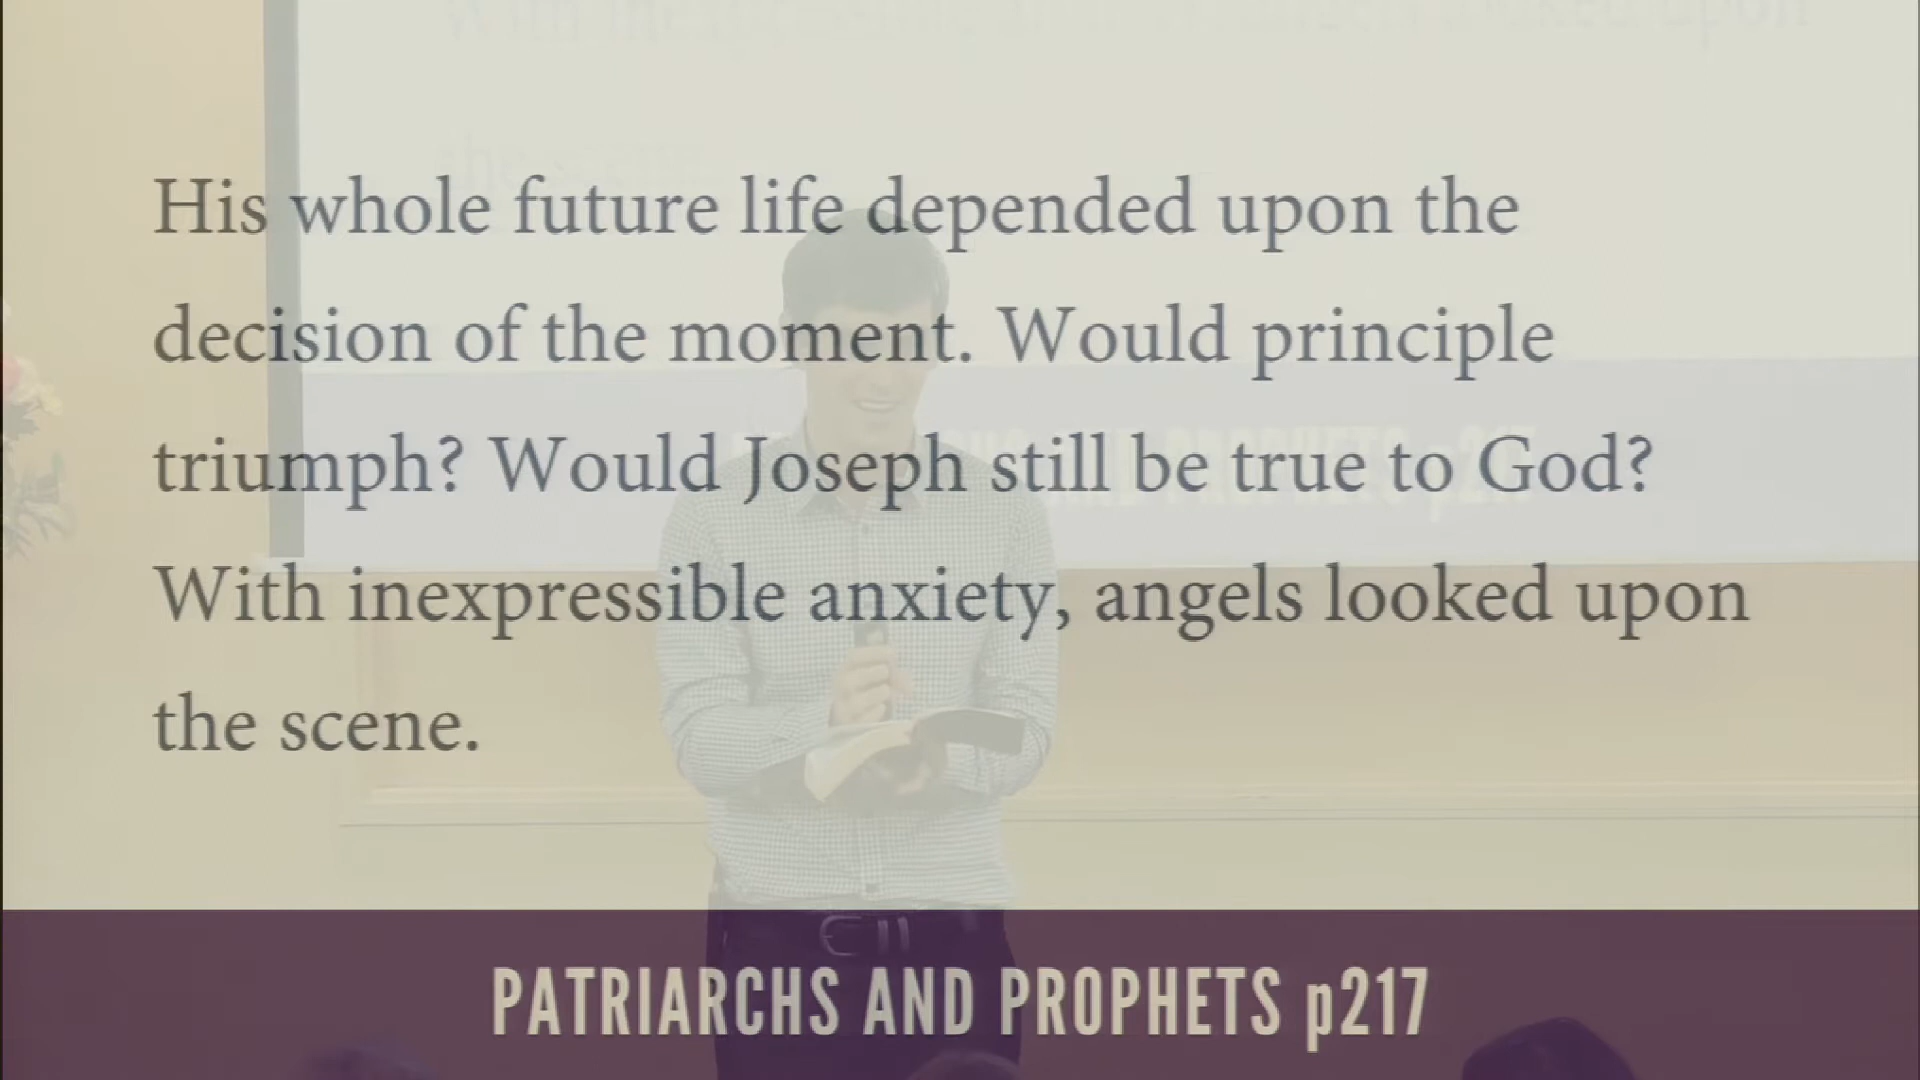 His whole future life depended upon the
decision of the moment. Would principle
triumph? Would Joseph still be true to God?
With inexpressible anxiety, angels looked upon
the scene.
PATRIARCHS AND PROPHETS p217